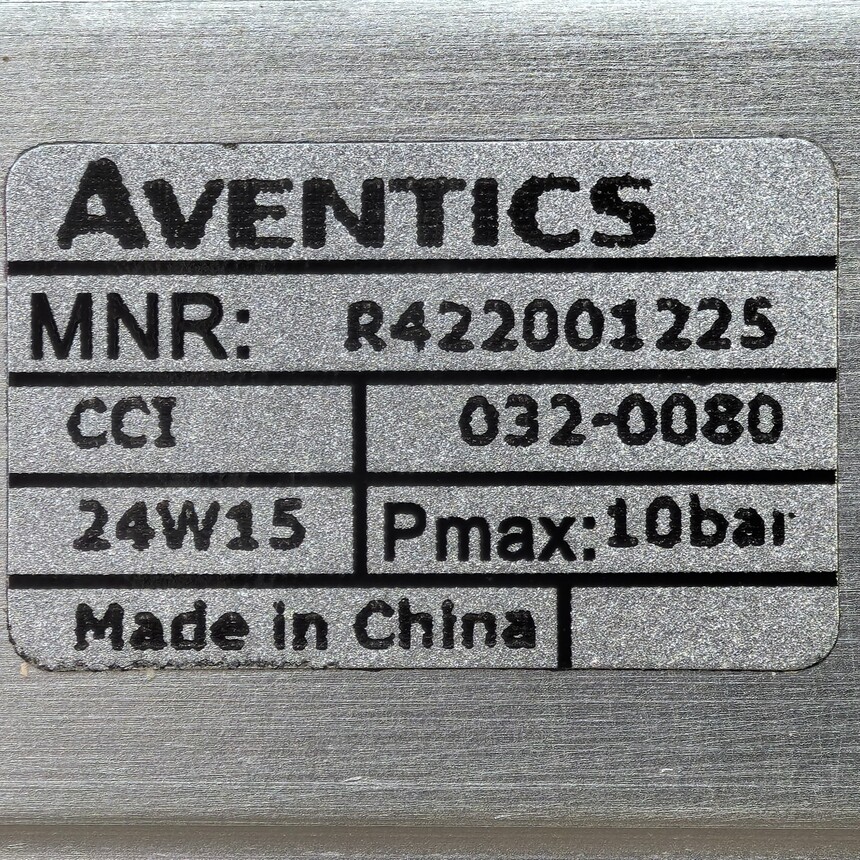 AVENTICS
MNR: R422001225
CCI 032-0080
24W15 Pmax:10bar
Made in China